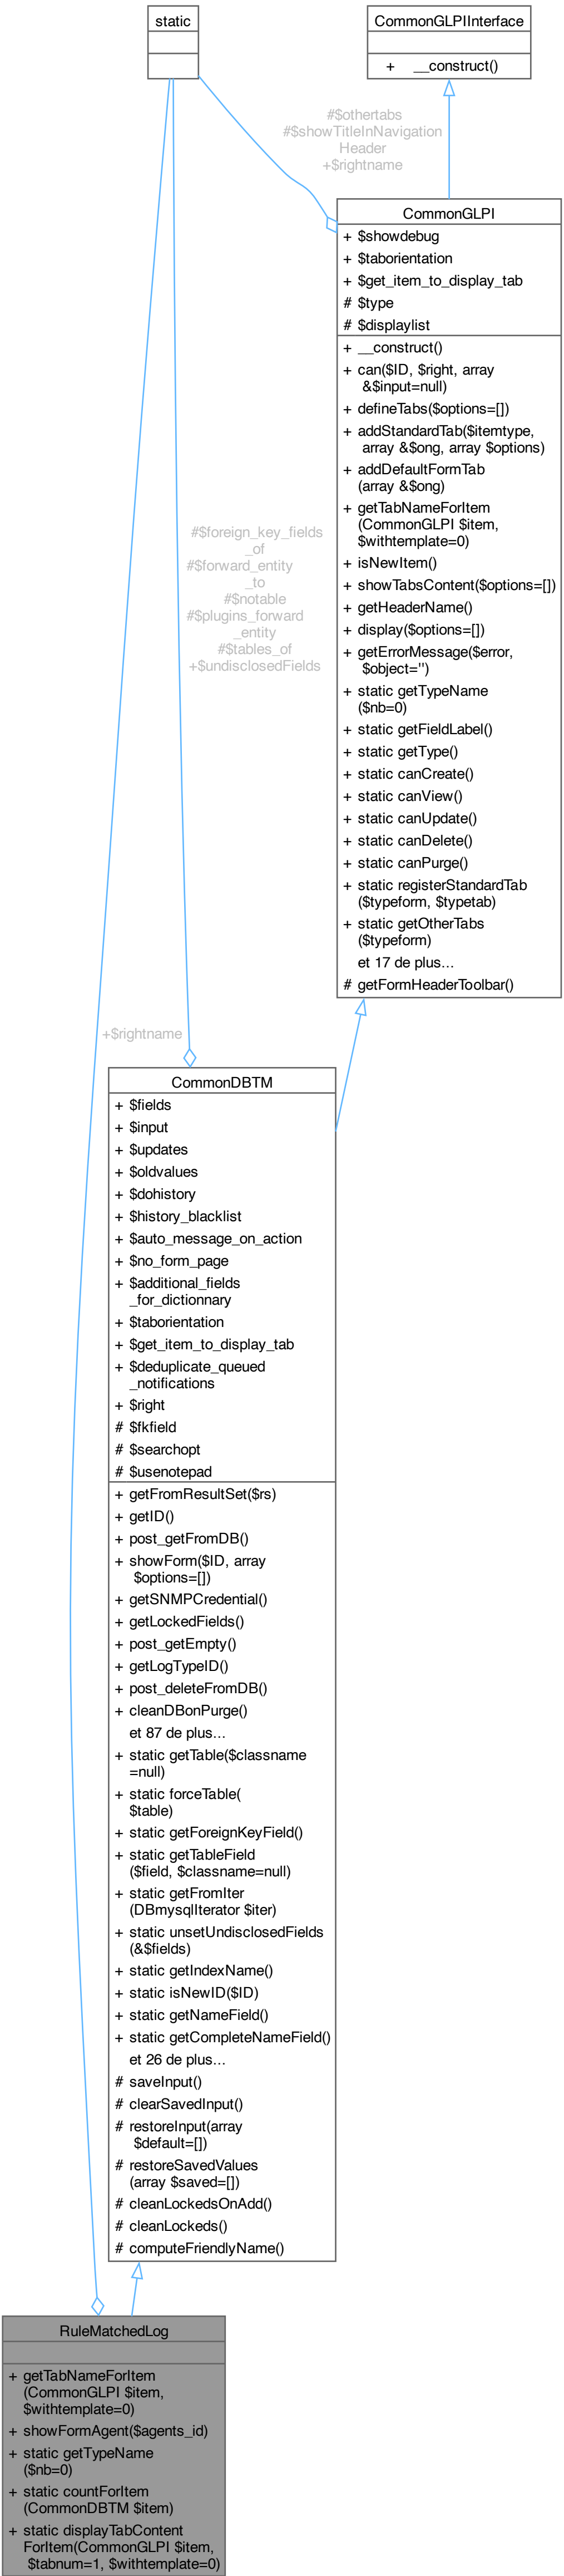 static
CommonGLPIInterface
+ __construct()
#$othertabs
#$showTitleInNavigation
Header
+$rightname
CommonGLPI
+ $showdebug
+ $taborientation
+ $get_item_to_display_tab
# $type
# $displaylist
+ __construct()
+ can($ID, $right, array
&$input=null)
+ defineTabs($options=[])
+ addStandardTab($itemtype,
array &$ong, array $options)
+ addDefaultFormTab
(array &$ong)
+ getTabNameForItem
(CommonGLPI $item,
$withtemplate=0)
+ isNewItem()
+ showTabsContent($options=[])
+ getHeaderName()
+ display($options=[])
+ getErrorMessage($error,
$object='')
+ static getTypeName
($nb=0)
+ static getFieldLabel()
+ static getType()
+ static canCreate()
+ static canView()
+ static canUpdate()
+ static canDelete()
+ static canPurge()
+ static registerStandardTab
($typeform, $typetab)
+ static getOtherTabs
($typeform)
et 17 de plus...
# getFormHeaderToolbar()
#$foreign_key_fields
_of
#$forward_entity
_to
#$notable
#$plugins_forward
_entity
#$tables_of
+$undisclosedFields
+$rightname
CommonDBTM
+ $fields
+ $input
+ $updates
+ $oldvalues
+ $dohistory
+ $history_blacklist
+ $auto_message_on_action
+ $no_form_page
+ $additional_fields
_for_dictionnary
+ $taborientation
+ $get_item_to_display_tab
+ $deduplicate_queued
_notifications
+ $right
# $fkfield
# $searchopt
# $usenotepad
+ getFromResultSet($rs)
+ getID()
+ post_getFromDB()
+ showForm($ID, array
$options=[])
+ getSNMPCredential()
+ getLockedFields()
+ post_getEmpty()
+ getLogTypeID()
+ post_deleteFromDB()
+ cleanDBonPurge()
et 87 de plus...
+ static getTable($classname
=null)
+ static forceTable(
$table)
+ static getForeignKeyField()
+ static getTableField
($field, $classname=null)
+ static getFromIter
(DBmysqlIterator $iter)
+ static unsetUndisclosedFields
(&$fields)
+ static getIndexName()
+ static isNewID($ID)
+ static getNameField()
+ static getCompleteNameField()
et 26 de plus...
# saveInput()
# clearSavedInput()
# restoreInput(array
$default=[])
# restoreSavedValues
(array $saved=[])
# cleanLockedsOnAdd()
# cleanLockeds()
# computeFriendlyName()
RuleMatchedLog
+ getTabNameForItem
(CommonGLPI $item,
$withtemplate=0)
+ showFormAgent($agents_id)
+ static getTypeName
($nb=0)
+ static countForItem
(CommonDBTM $item)
+ static displayTabContent
ForItem(CommonGLPI $item,
$tabnum=1, $withtemplate=0)